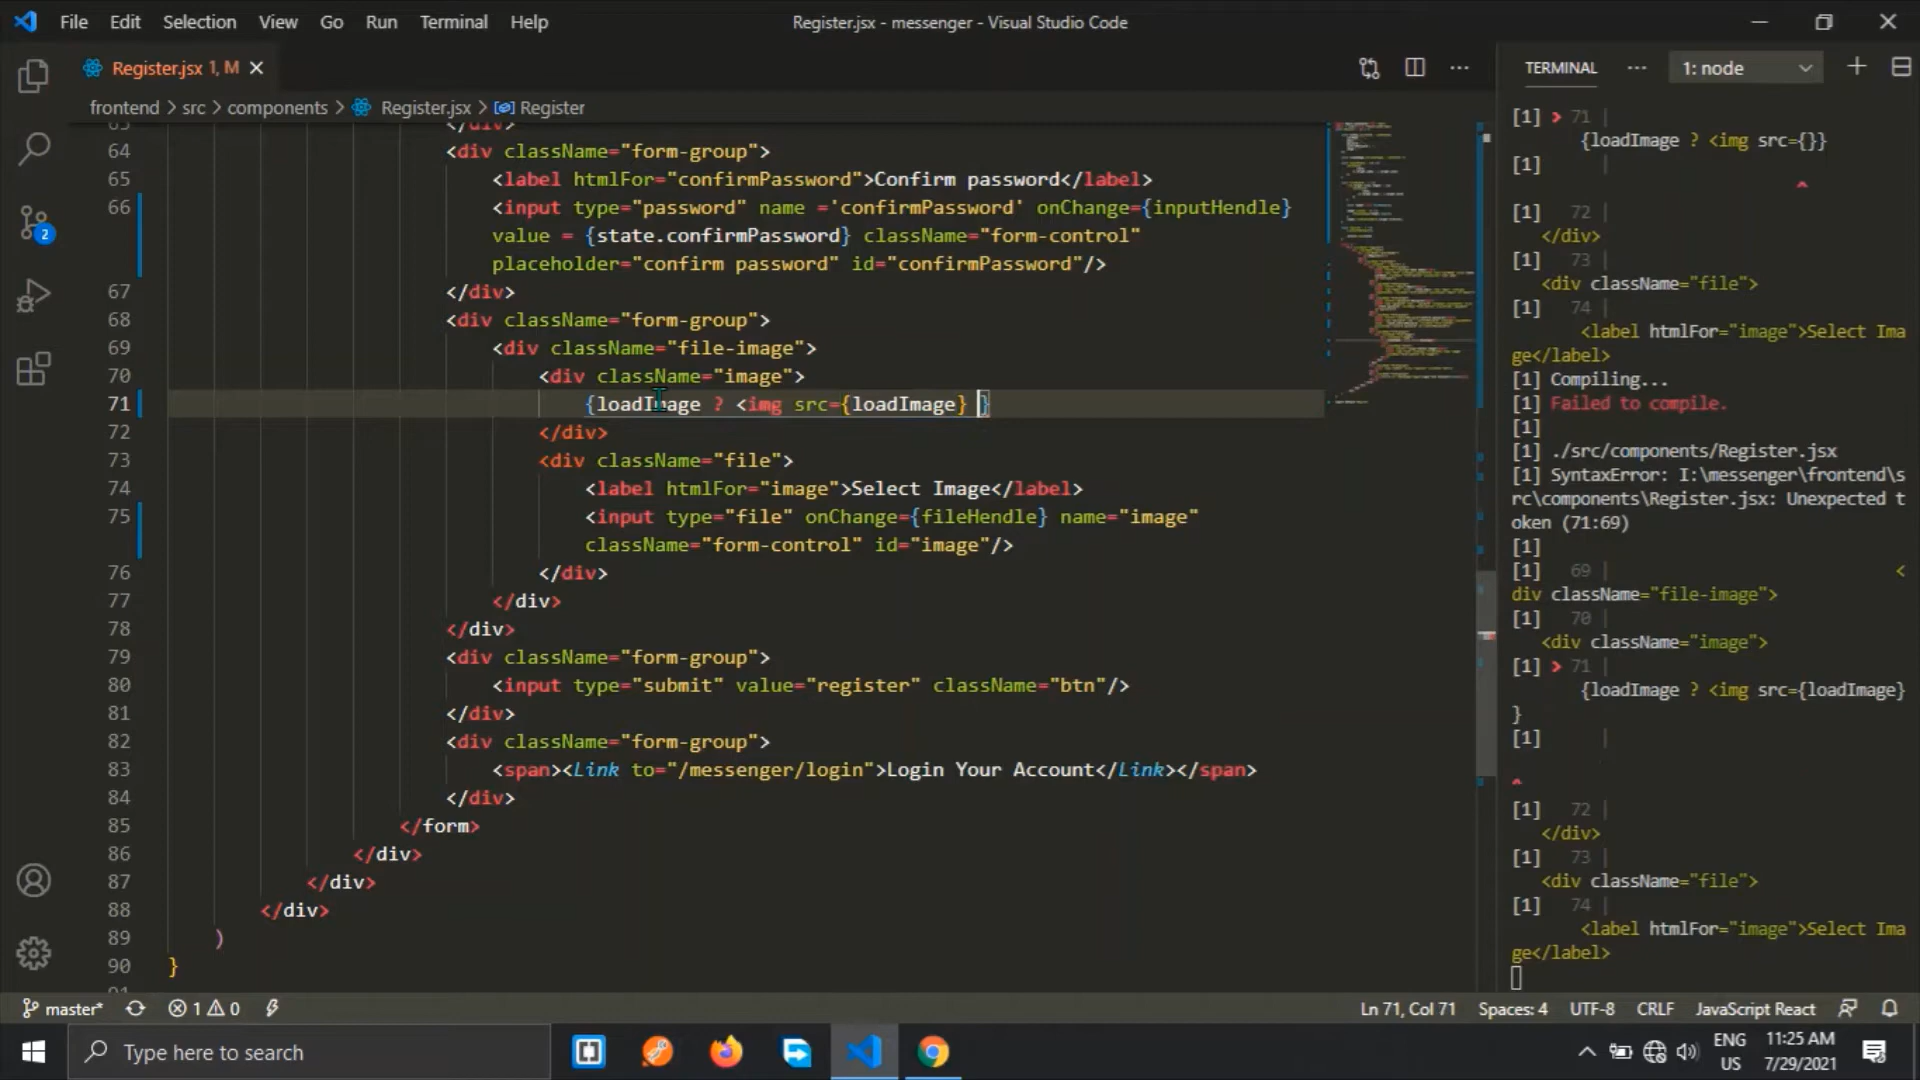 File Edit Selection View Go Run Terminal Help
Register.jsx - messenger - Visual Studio Code
Register.jsx 1, M
frontend > src > components > Register.jsx > Register
</div>
64 <div className="form-group">
65 <label htmlFor="confirmPassword">Confirm password</label>
66 <input type="password" name ='confirmPassword' onChange={inputHendle}
value = {state.confirmPassword} className="form-control"
placeholder="confirm password" id="confirmPassword"/>
67 </div>
68 <div className="form-group">
69 <div className="file-image">
70 <div className="image">
71 {loadImage ? <img src={loadImage} }
72 </div>
73 <div className="file">
74 <label htmlFor="image">Select Image</label>
75 <input type="file" onChange={fileHendle} name="image"
className="form-control" id="image"/>
76 </div>
77 </div>
78 </div>
79 <div className="form-group">
80 <input type="submit" value="register" className="btn"/>
81 </div>
82 <div className="form-group">
83 <span><Link to="/messenger/login">Login Your Account</Link></span>
84 </div>
85 </form>
86 </div>
87 </div>
88 </div>
89 )
90 }
TERMINAL
1: node
[1] > 71 |
{loadImage ? <img src={}}
[1] |
^
[1] 72 |
</div>
[1] 73 |
<div className="file">
[1] 74 |
<label htmlFor="image">Select Ima
ge</label>
[1] Compiling...
[1] Failed to compile.
[1]
[1] ./src/components/Register.jsx
[1] SyntaxError: I:\messenger\frontend\s
rc\components\Register.jsx: Unexpected t
oken (71:69)
[1]
[1] 69 | <
div className="file-image">
[1] 70 |
<div className="image">
[1] > 71 |
{loadImage ? <img src={loadImage}
}
[1] |
^
[1] 72 |
</div>
[1] 73 |
<div className="file">
[1] 74 |
<label htmlFor="image">Select Ima
ge</label>
2
master* 1 0
Ln 71, Col 71 Spaces: 4 UTF-8 CRLF JavaScript React
Type here to search
ENG
US
11:25 AM
7/29/2021